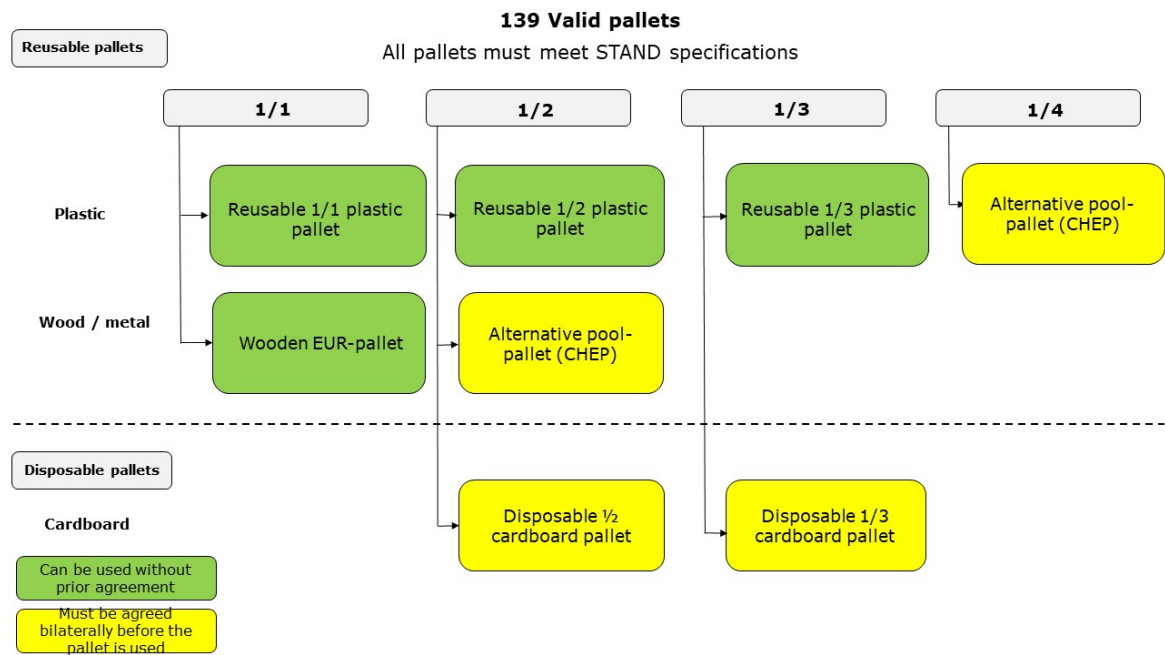 139 Valid pallets
Reusable pallets
All pallets must meet STAND specifications
1/1
1/2
1/3
1/4
Plastic
Reusable 1/1 plastic
pallet
Reusable 1/2 plastic
pallet
Reusable 1/3 plastic
pallet
Alternative pool-
pallet (CHEP)
Wood / metal
Wooden EUR-pallet
Alternative pool-
pallet (CHEP)
Disposable pallets
Cardboard
Disposable ½
cardboard pallet
Disposable 1/3
cardboard pallet
Can be used without
prior agreement
Must be agreed
bilaterally before the
pallet is used